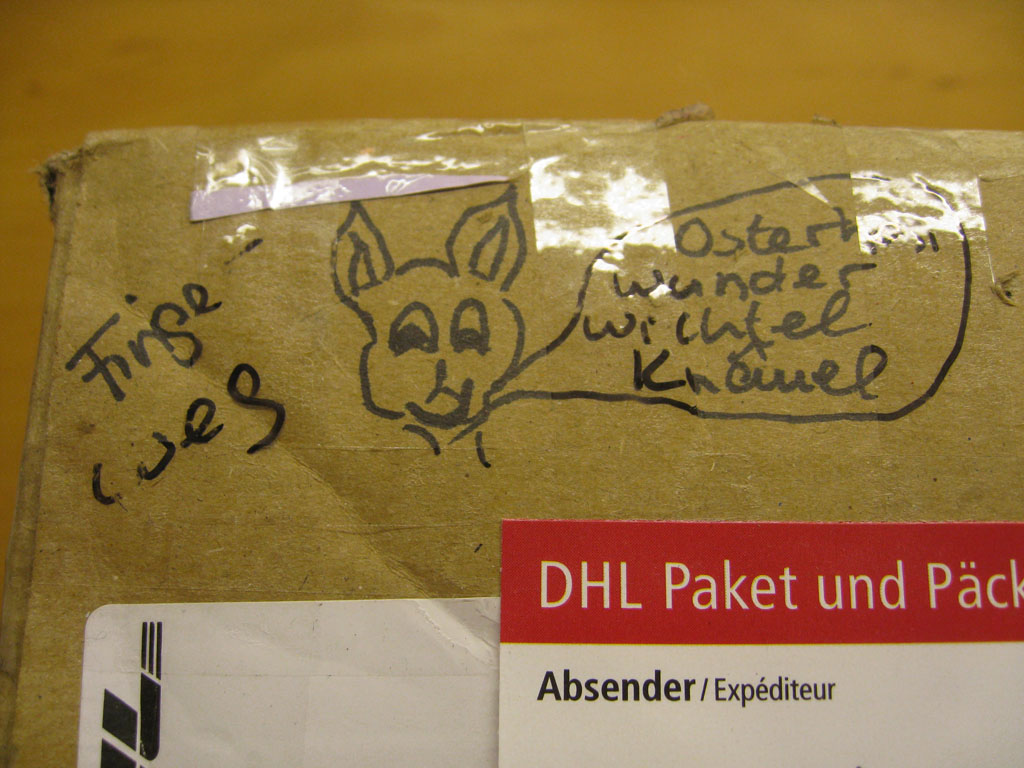 Finge
weg
Osterhasi
wunder
wichtel
Knäuel
DHL Paket und Päck
Absender / Expéditeur